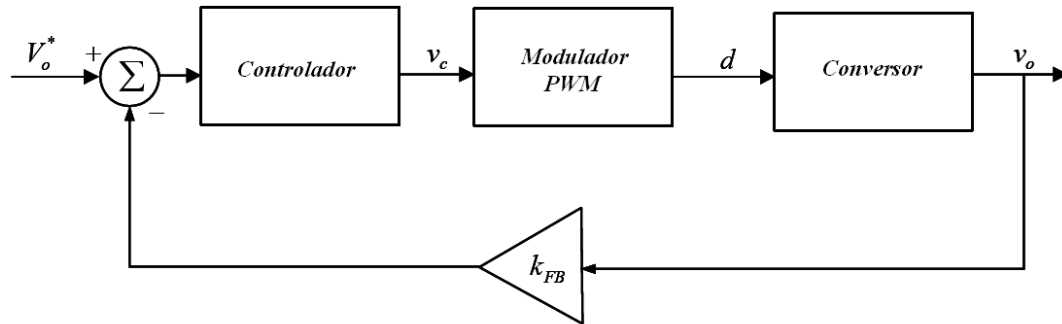 V_o^*
+
Σ
−
Controlador
v_c
Modulador
PWM
d
Conversor
v_o
k_FB